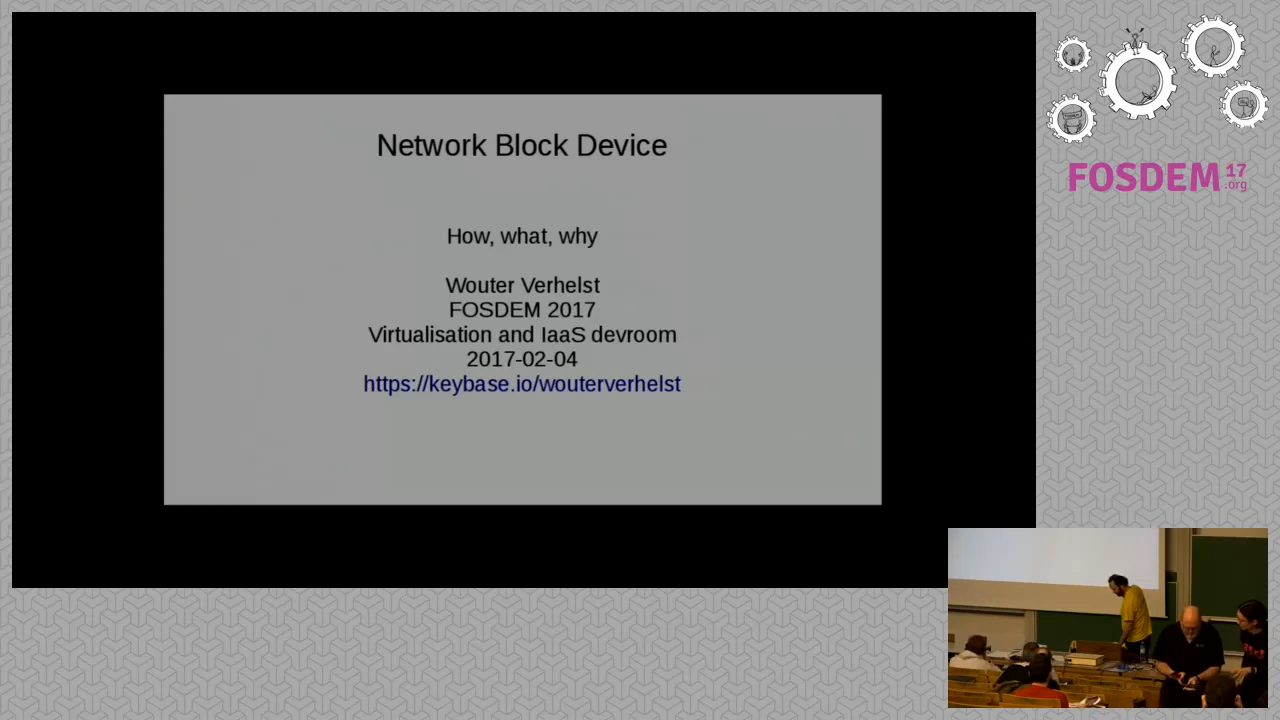 Network Block Device
How, what, why
Wouter Verhelst
FOSDEM 2017
Virtualisation and IaaS devroom
2017-02-04
https://keybase.io/wouterverhelst
FOSDEM 17
.org